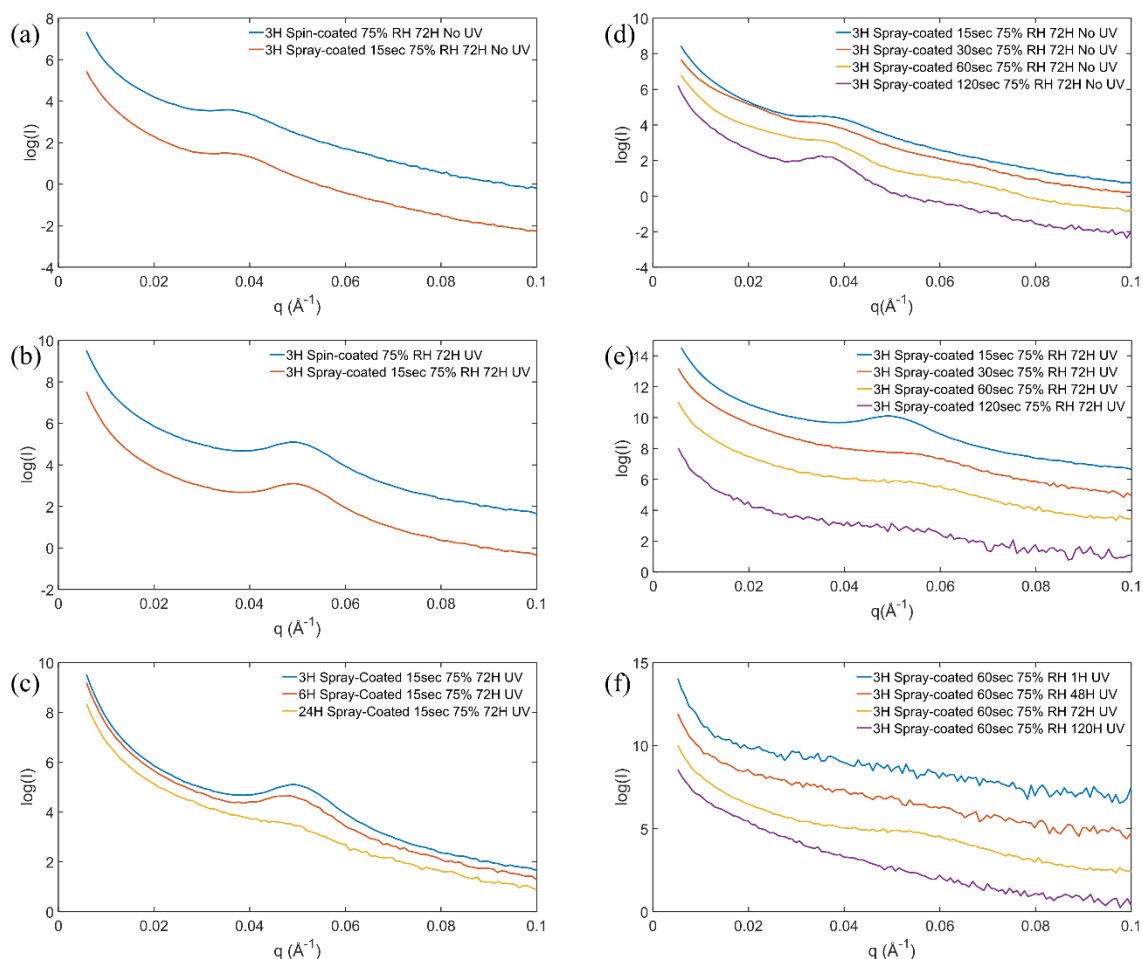 (a)
8
6
4
2
0
-2
-4
log(I)
3H Spin-coated 75% RH 72H No UV
3H Spray-coated 15sec 75% RH 72H No UV
0
0.02
0.04
0.06
0.08
0.1
q (Å-1)
(b)
10
8
6
4
2
0
-2
log(I)
3H Spin-coated 75% RH 72H UV
3H Spray-coated 15sec 75% RH 72H UV
0
0.02
0.04
0.06
0.08
0.1
q (Å-1)
(c)
10
8
6
4
2
0
log(I)
3H Spray-Coated 15sec 75% 72H UV
6H Spray-Coated 15sec 75% 72H UV
24H Spray-Coated 15sec 75% 72H UV
0
0.02
0.04
0.06
0.08
0.1
q (Å-1)
(d)
10
8
6
4
2
0
-2
-4
log(I)
3H Spray-coated 15sec 75% RH 72H No UV
3H Spray-coated 30sec 75% RH 72H No UV
3H Spray-coated 60sec 75% RH 72H No UV
3H Spray-coated 120sec 75% RH 72H No UV
0
0.02
0.04
0.06
0.08
0.1
q(Å-1)
(e)
14
12
10
8
6
4
2
0
log(I)
3H Spray-coated 15sec 75% RH 72H UV
3H Spray-coated 30sec 75% RH 72H UV
3H Spray-coated 60sec 75% RH 72H UV
3H Spray-coated 120sec 75% RH 72H UV
0
0.02
0.04
0.06
0.08
0.1
q (Å-1)
(f)
15
10
5
0
log(I)
3H Spray-coated 60sec 75% RH 1H UV
3H Spray-coated 60sec 75% RH 48H UV
3H Spray-coated 60sec 75% RH 72H UV
3H Spray-coated 60sec 75% RH 120H UV
0
0.02
0.04
0.06
0.08
0.1
q (Å-1)